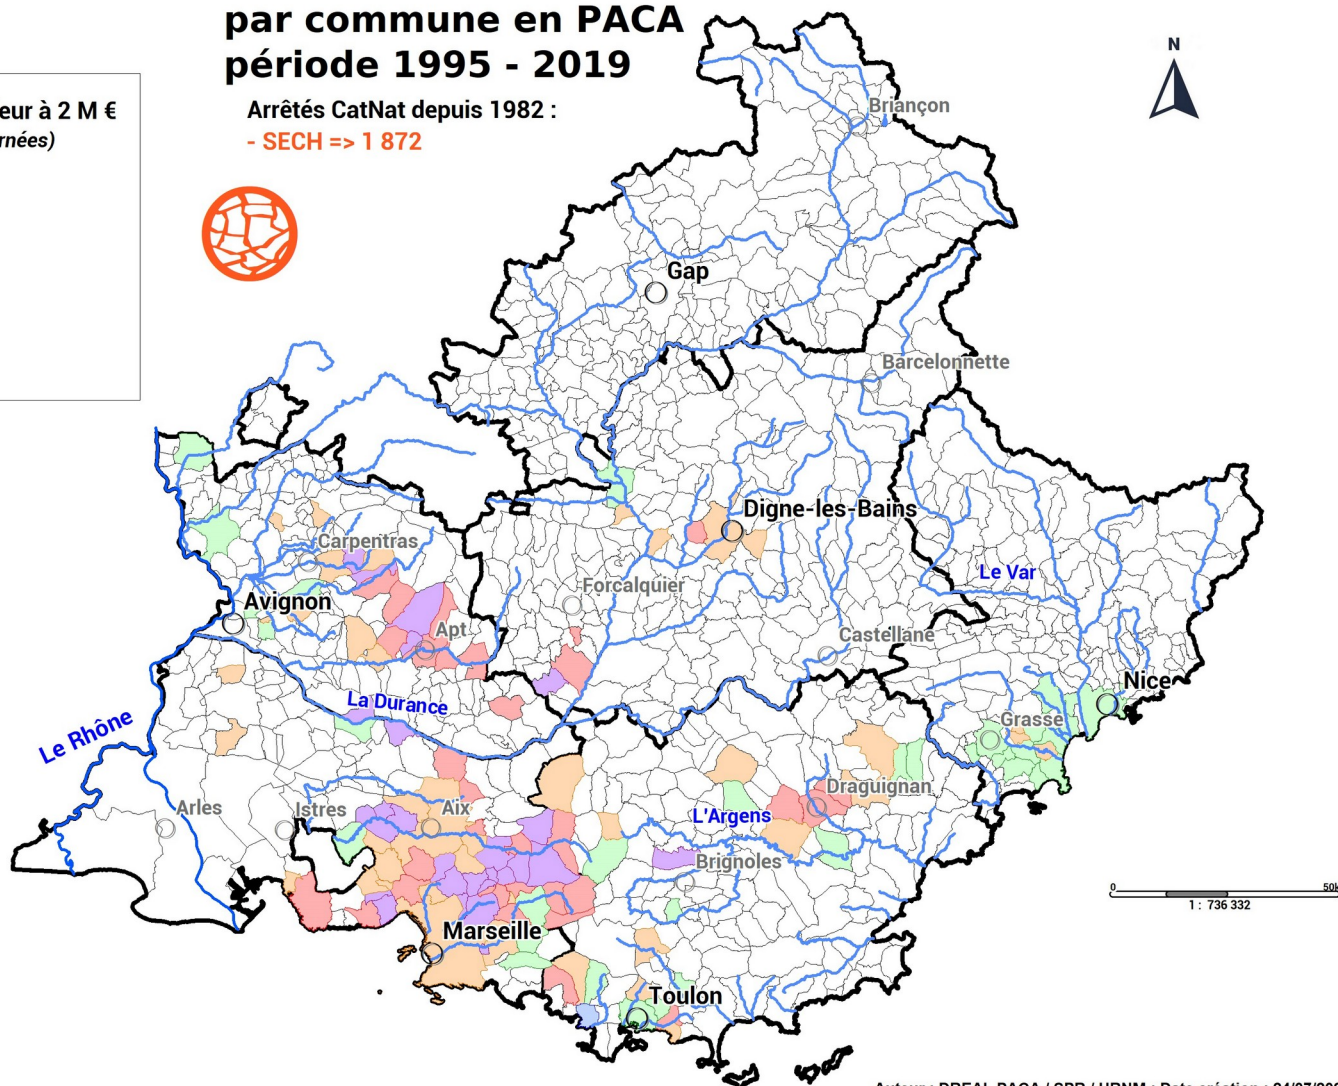 par commune en PACA
période 1995 - 2019
eur à 2 M €
rnées)
Arrêtés CatNat depuis 1982 :
- SECH => 1 872
N
Briançon
Gap
Barcelonnette
Digne-les-Bains
Carpentras
Le Var
Forcalquier
Avignon
Apt
Castellane
Nice
La Durance
Grasse
Le Rhône
Draguignan
Arles
Istres
Aix
L'Argens
Brignoles
0
50k
1 : 736 332
Marseille
Toulon